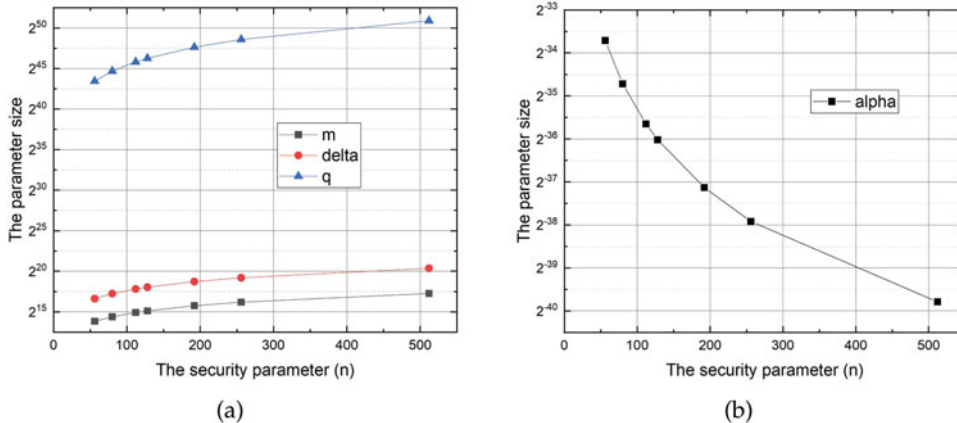 The parameter size
2^50
2^45
2^40
2^35
2^30
2^25
2^20
2^15
m
delta
q
0
100
200
300
400
500
The security parameter (n)
(a)
The parameter size
2^-33
2^-34
2^-35
2^-36
2^-37
2^-38
2^-39
2^-40
alpha
0
100
200
300
400
500
The security parameter (n)
(b)